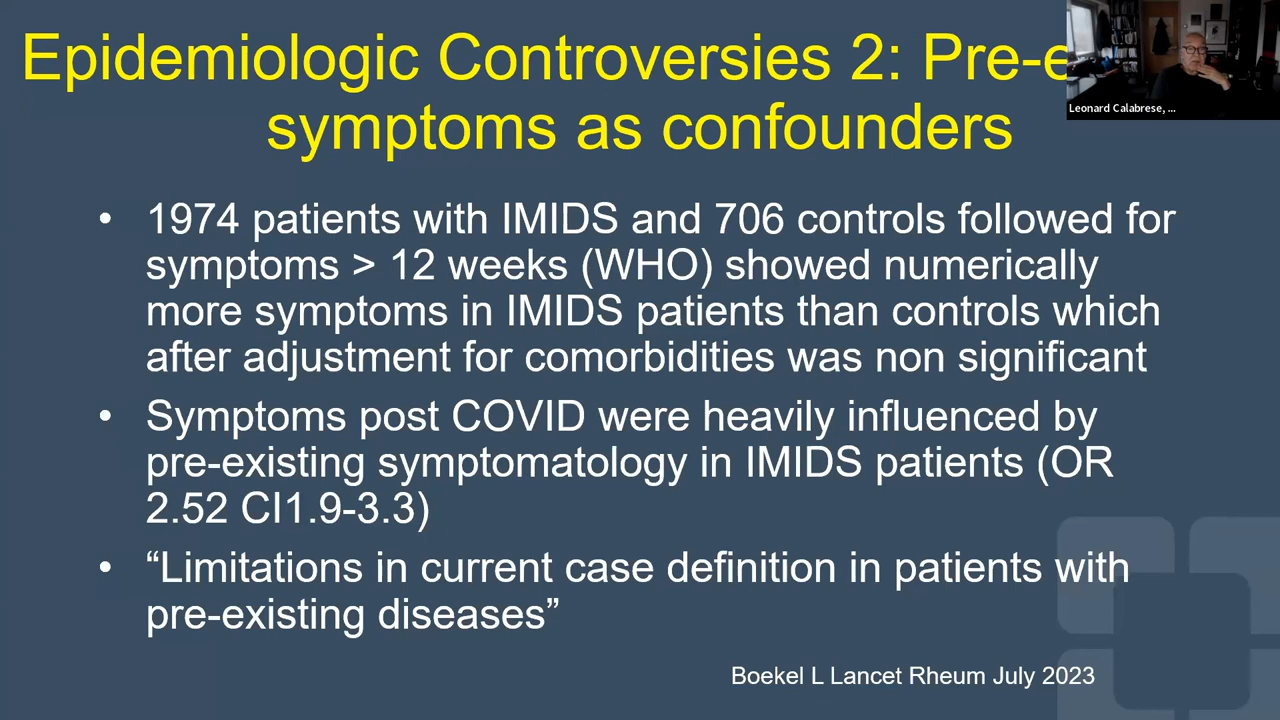 Epidemiologic Controversies 2: Pre-e
symptoms as confounders
Leonard Calabrese, ...
• 1974 patients with IMIDS and 706 controls followed for
symptoms > 12 weeks (WHO) showed numerically
more symptoms in IMIDS patients than controls which
after adjustment for comorbidities was non significant
• Symptoms post COVID were heavily influenced by
pre-existing symptomatology in IMIDS patients (OR
2.52 CI1.9-3.3)
• “Limitations in current case definition in patients with
pre-existing diseases”
Boekel L Lancet Rheum July 2023